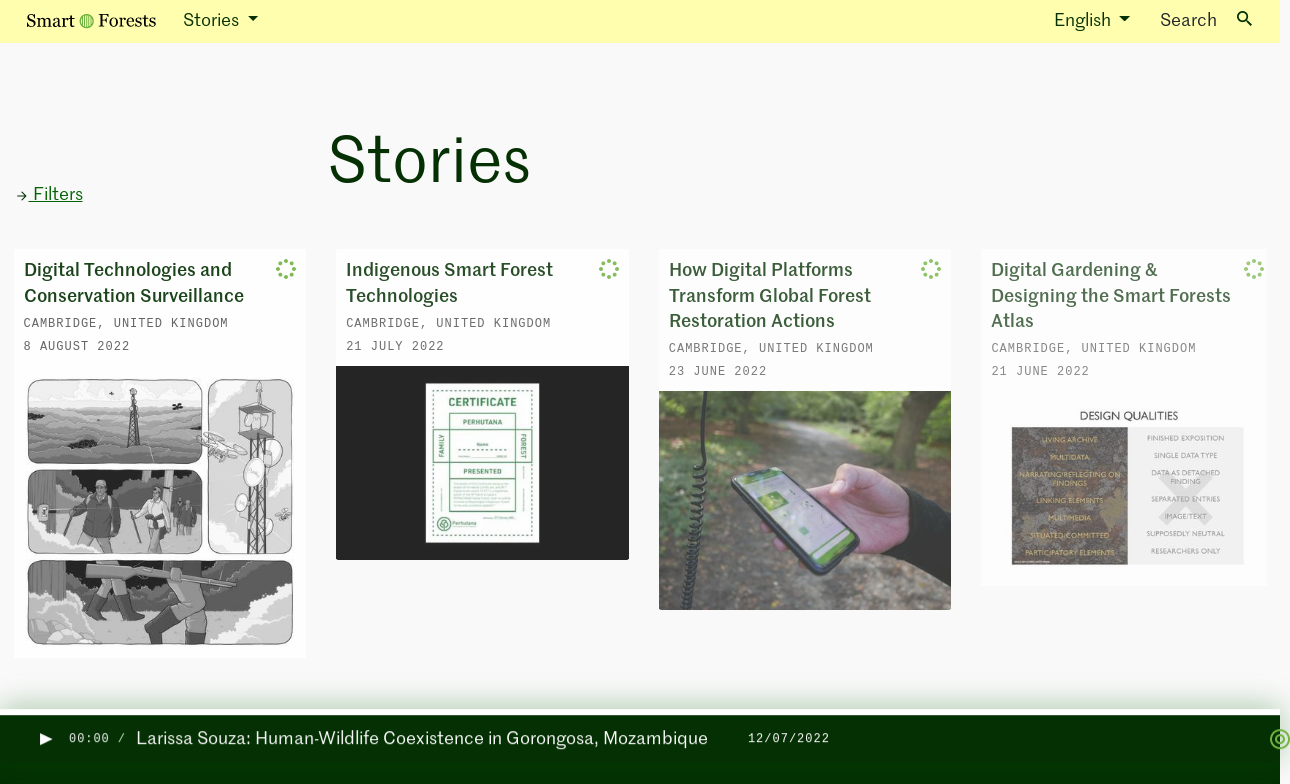 Smart Forests
Stories
English
Search
Stories
Filters
Digital Technologies and
Conservation Surveillance
CAMBRIDGE, UNITED KINGDOM
8 AUGUST 2022
Indigenous Smart Forest
Technologies
CAMBRIDGE, UNITED KINGDOM
21 JULY 2022
CERTIFICATE
PERHUTANA
FAMILY
Name
FOREST
PRESENTED
Perhutana
How Digital Platforms
Transform Global Forest
Restoration Actions
CAMBRIDGE, UNITED KINGDOM
23 JUNE 2022
Digital Gardening &
Designing the Smart Forests
Atlas
CAMBRIDGE, UNITED KINGDOM
21 JUNE 2022
DESIGN QUALITIES
LIVING ARCHIVE
MULTIDATA
NARRATING/REFLECTING ON
FINDINGS
LINKING ELEMENTS
MULTIMEDIA
SITUATED/COMMITTED
PARTICIPATORY ELEMENTS
FINISHED EXPOSITION
SINGLE DATA TYPE
DATA AS DETACHED
FINDING
SEPARATED ENTRIES
IMAGE/TEXT
SUPPOSEDLY NEUTRAL
RESEARCHERS ONLY
00:00 /
Larissa Souza: Human-Wildlife Coexistence in Gorongosa, Mozambique
12/07/2022